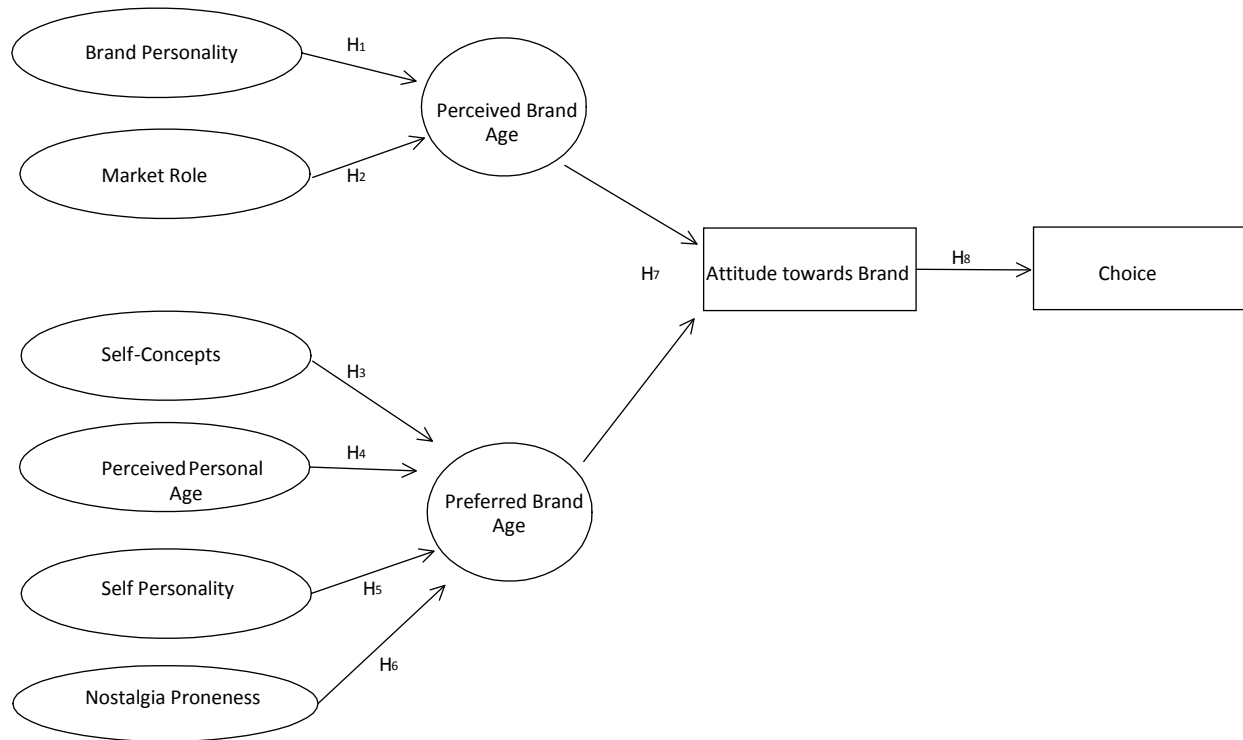 Brand Personality
H1
Perceived Brand
Age
Market Role
H2
H7
Attitude towards Brand
H8
Choice
Self-Concepts
H3
Perceived Personal
Age
H4
Preferred Brand
Age
Self Personality
H5
Nostalgia Proneness
H6